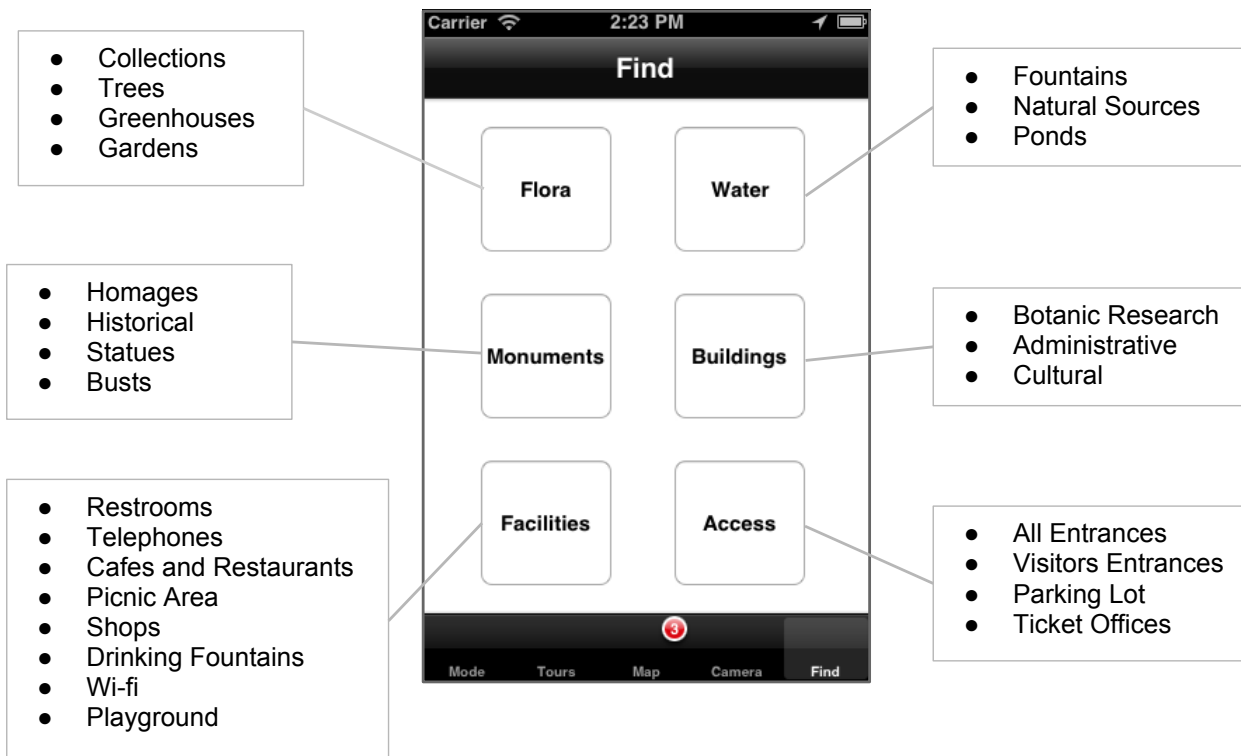 Carrier 2:23 PM
Find
● Collections
● Trees
● Greenhouses
● Gardens
Flora
Water
● Fountains
● Natural Sources
● Ponds
● Homages
● Historical
● Statues
● Busts
Monuments
Buildings
● Botanic Research
● Administrative
● Cultural
● Restrooms
● Telephones
● Cafes and Restaurants
● Picnic Area
● Shops
● Drinking Fountains
● Wi-fi
● Playground
Facilities
Access
● All Entrances
● Visitors Entrances
● Parking Lot
● Ticket Offices
3
Mode Tours Map Camera Find